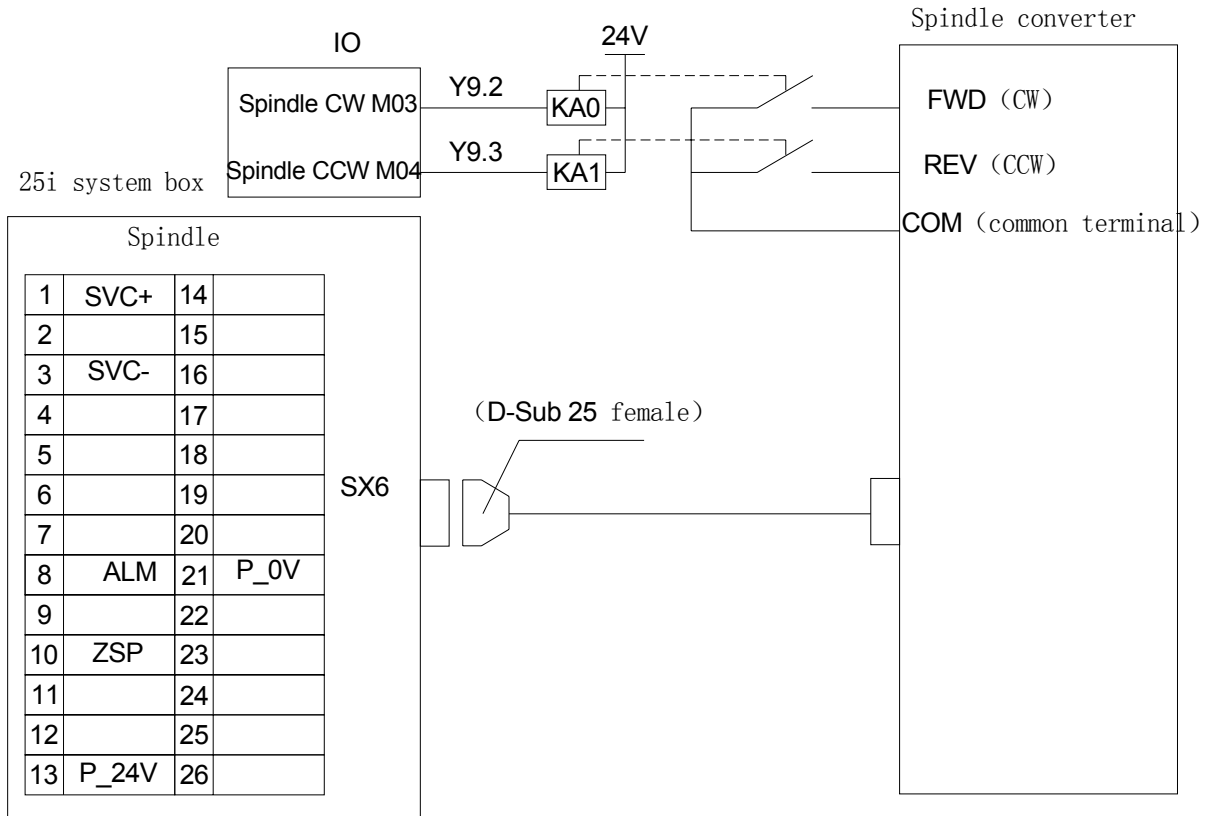 Spindle converter
IO
24V
Spindle CW M03
Y9.2
KA0
FWD（CW）
Spindle CCW M04
Y9.3
KA1
REV（CCW）
COM（common terminal）
25i system box
Spindle
1 SVC+ 14
2 15
3 SVC- 16
4 17
5 18
6 19
7 20
8 ALM 21 P_0V
9 22
10 ZSP 23
11 24
12 25
13 P_24V 26
SX6
（D-Sub 25 female）